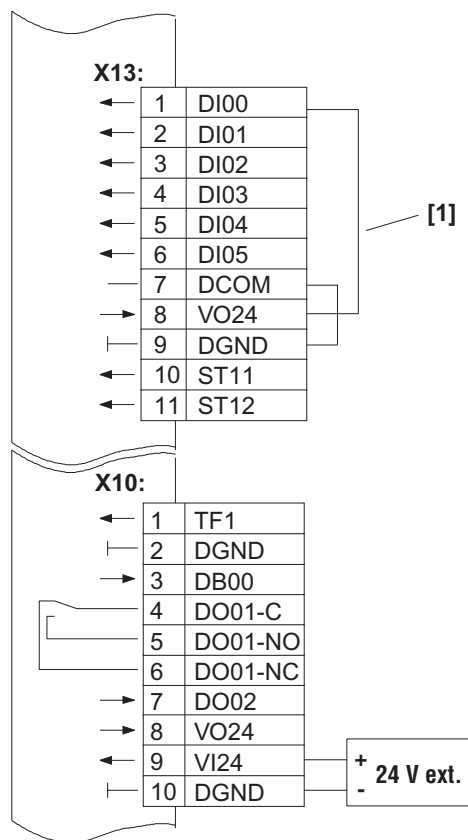 X13:
1 DI00
2 DI01
3 DI02
4 DI03
5 DI04
6 DI05
7 DCOM
8 VO24
9 DGND
10 ST11
11 ST12
[1]
X10:
1 TF1
2 DGND
3 DB00
4 DO01-C
5 DO01-NO
6 DO01-NC
7 DO02
8 VO24
9 VI24
10 DGND
+
24 V ext.
-